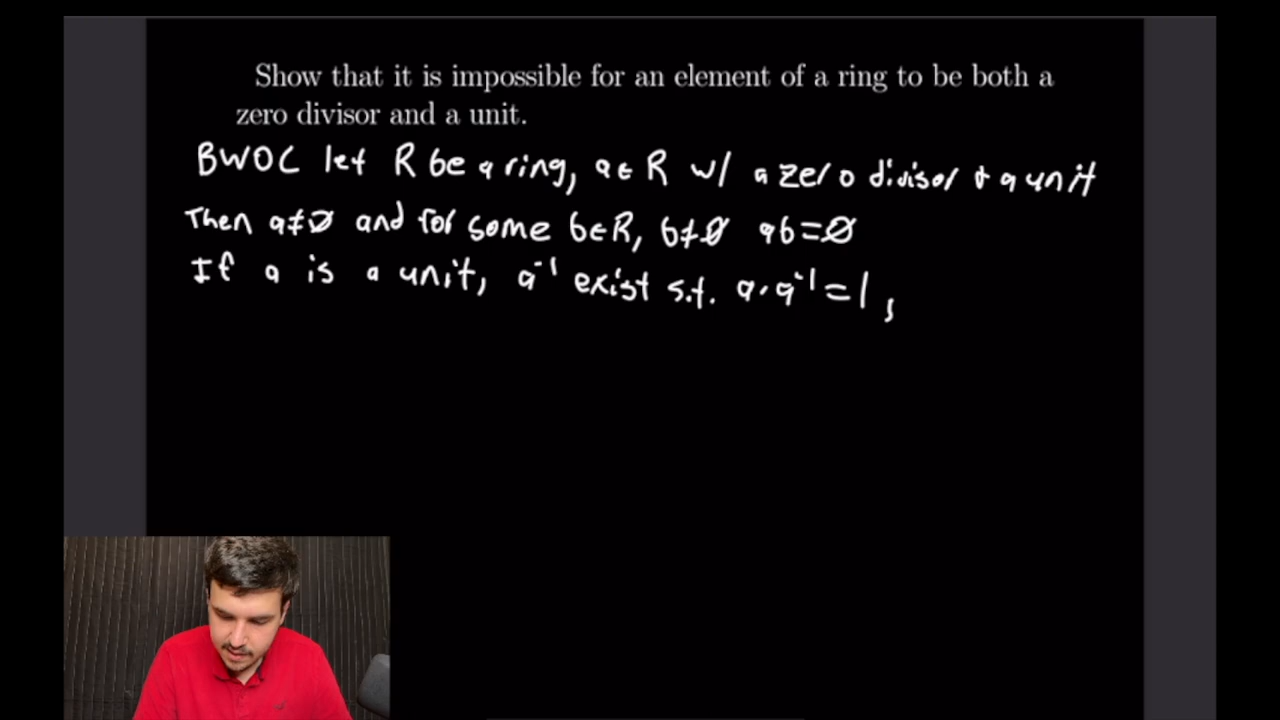 Show that it is impossible for an element of a ring to be both a
zero divisor and a unit.
BWOC let R be a ring, a ∈ R w/ a zero divisor + a unit
Then a≠0 and for some b∈R, b≠0 ab=0
If a is a unit, a⁻¹ exist s.t. a·a⁻¹=1,